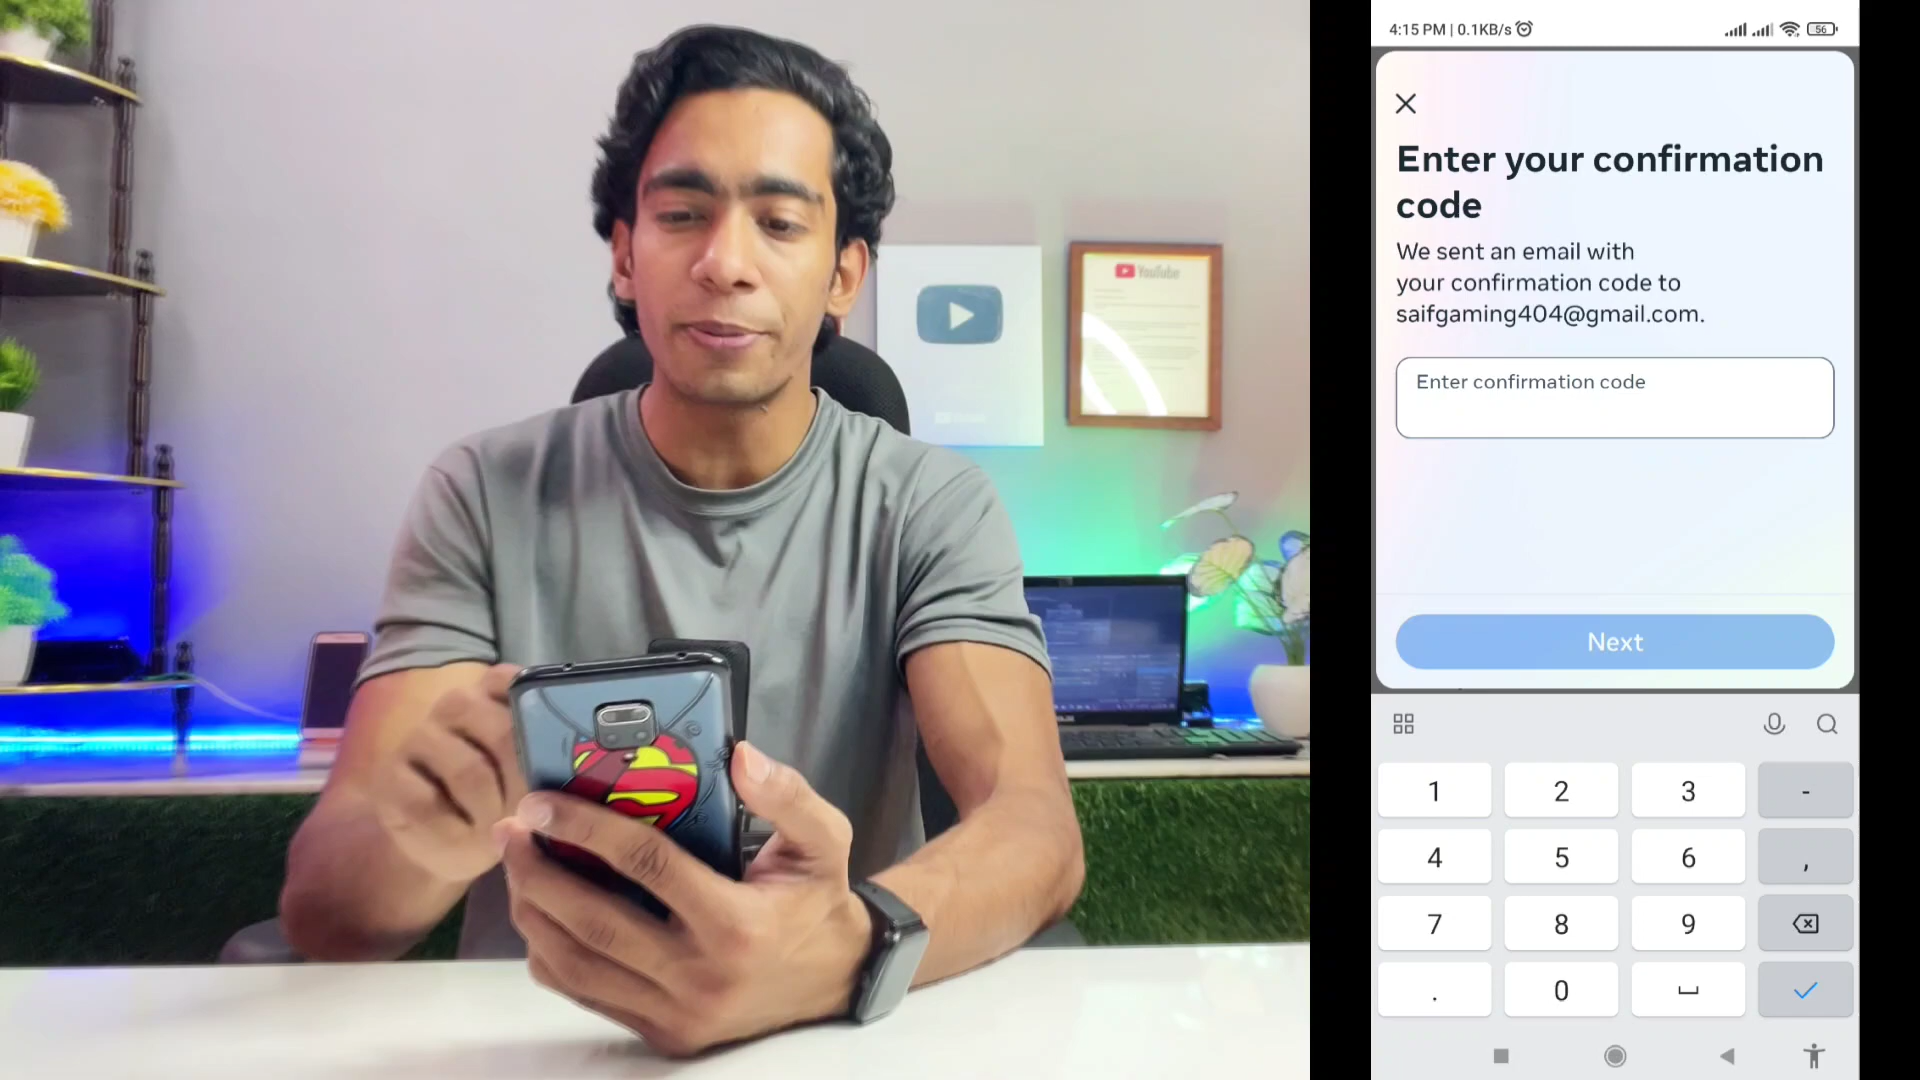 YouTube
4:15 PM | 0.1KB/s
56
Enter your confirmation
code
We sent an email with
your confirmation code to
saifgaming404@gmail.com.
Enter confirmation code
Next
1 2 3 -
4 5 6 ,
7 8 9
. 0